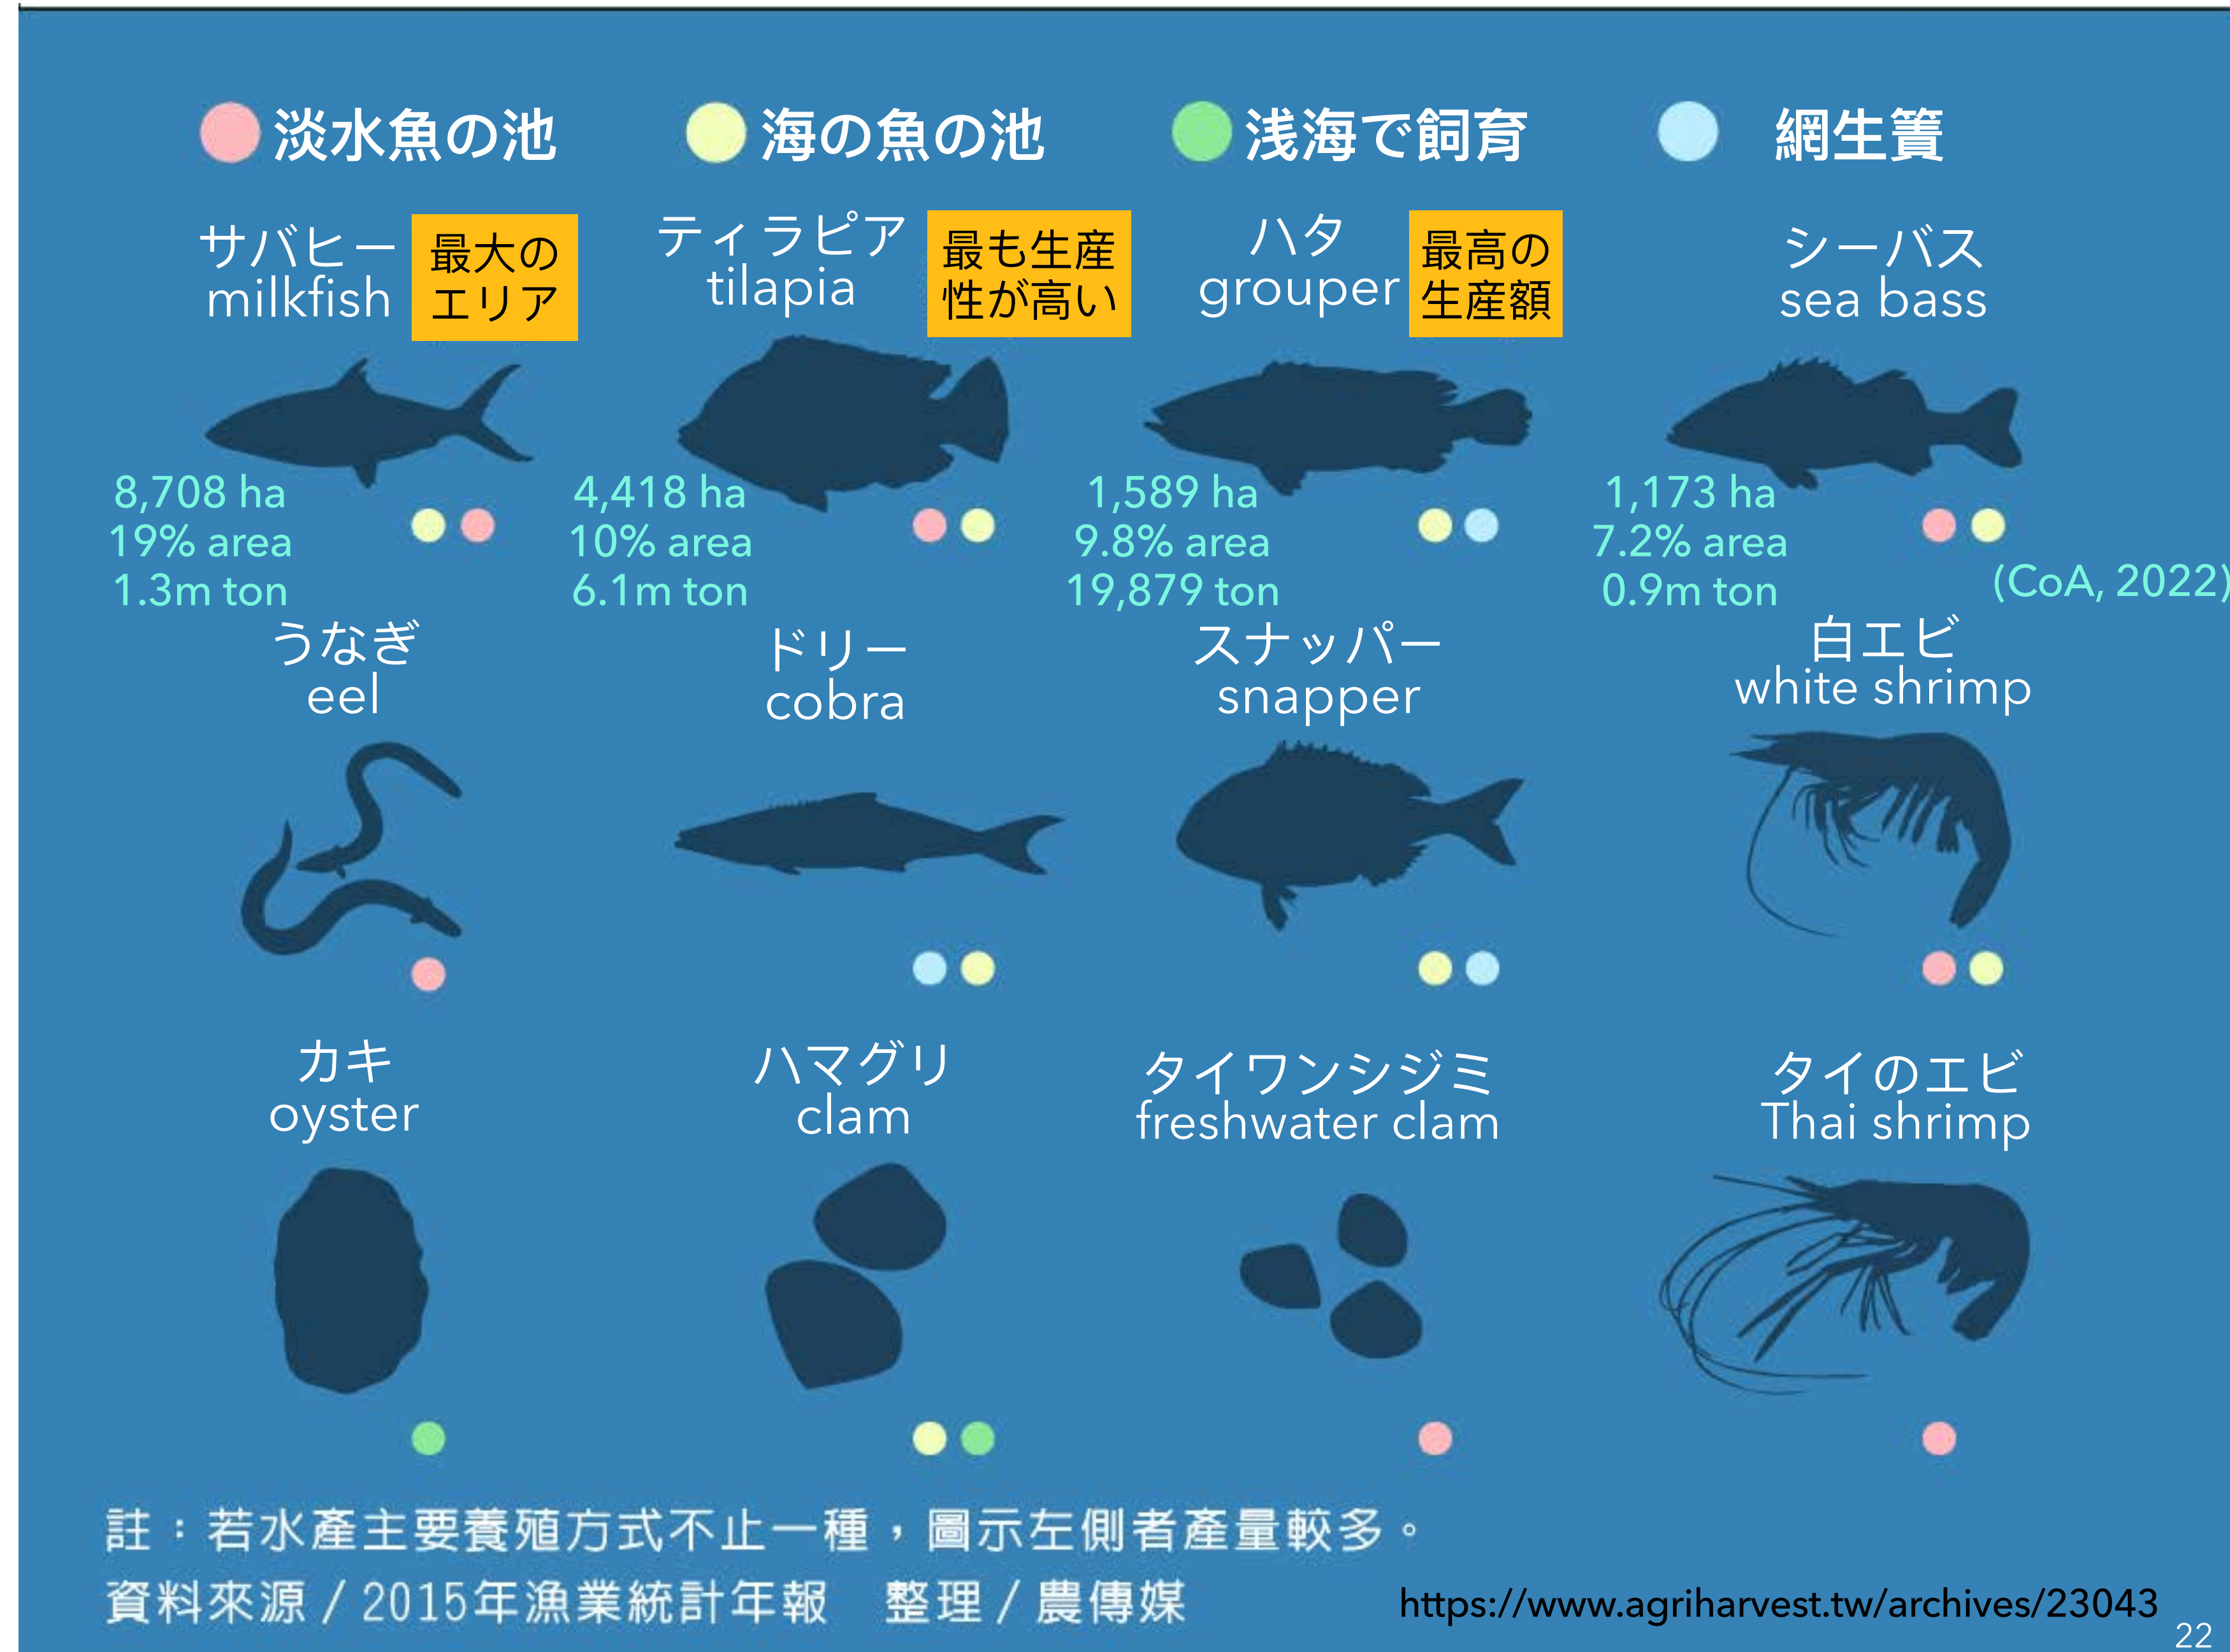 淡水魚の池
海の魚の池
浅海で飼育
網生簀
サバヒー
milkfish
最大の
エリア
ティラピア
tilapia
最も生産
性が高い
ハタ
grouper
最高の
生産額
シーバス
sea bass
8,708 ha
19% area
1.3m ton
4,418 ha
10% area
6.1m ton
1,589 ha
9.8% area
19,879 ton
1,173 ha
7.2% area
0.9m ton
(CoA, 2022)
うなぎ
eel
ドリー
cobra
スナッパー
snapper
白エビ
white shrimp
カキ
oyster
ハマグリ
clam
タイワンシジミ
freshwater clam
タイのエビ
Thai shrimp
註：若水產主要養殖方式不止一種，圖示左側者產量較多。
資料來源／2015年漁業統計年報　整理／農傳媒
https://www.agriharvest.tw/archives/23043
22